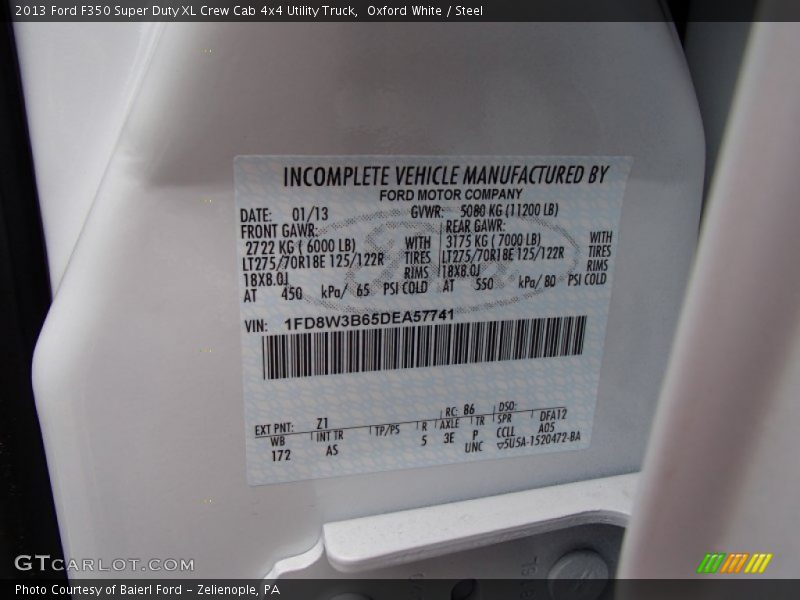 2013 Ford F350 Super Duty XL Crew Cab 4x4 Utility Truck, Oxford White / Steel
INCOMPLETE VEHICLE MANUFACTURED BY
FORD MOTOR COMPANY
DATE: 01/13 GVWR: 5080 KG (11200 LB)
FRONT GAWR: REAR GAWR:
2722 KG ( 6000 LB) WITH 3175 KG ( 7000 LB) WITH
LT275/70R18E 125/122R TIRES LT275/70R18E 125/122R TIRES
18X8.0J RIMS 18X8.0J RIMS
AT 450 kPa/ 65 PSI COLD AT 550 kPa/ 80 PSI COLD
VIN: 1FD8W3B65DEA57741
EXT PNT: Z1 RC: 86 DSO:
WB INT TR TP/PS R AXLE TR SPR DFA12
172 AS 5 3E P CCLL A05
UNC ▽5USA-1520472-BA
GTCARLOT.COM
Photo Courtesy of Baierl Ford - Zelienople, PA